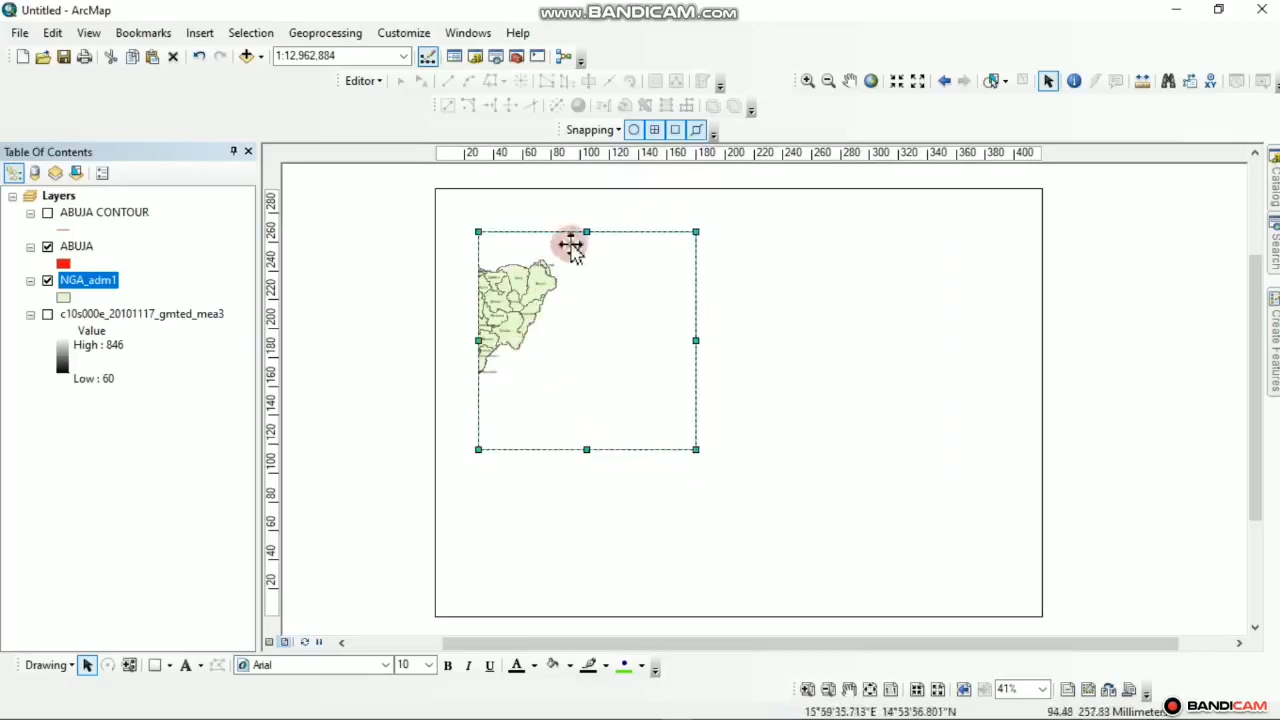 Untitled - ArcMap
www.BANDICAM.com
File Edit View Bookmarks Insert Selection Geoprocessing Customize Windows Help
1:12,962,884
Editor
Snapping
Table Of Contents
20 40 60 80 100 120 140 160 180 200 220 240 260 280 300 320 340 360 380 400
Layers
ABUJA CONTOUR
ABUJA
NGA_adm1
c10s000e_20101117_gmted_mea3
Value
High : 846
Low : 60
280
260
240
220
200
180
160
140
120
100
80
60
40
20
Catalog
Search
Create Features
Drawing A Arial 10 B I U A
41%
15°59'35.713"E 14°53'56.801"N 94.48 257.83 Millimeters
BANDICAM